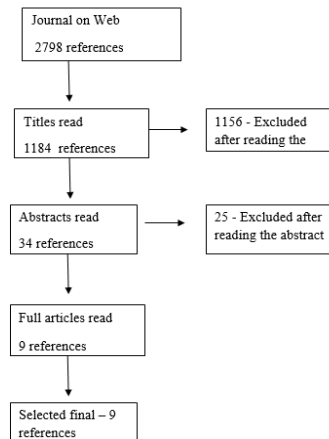 Journal on Web
2798 references
Titles read
1184 references
1156 - Excluded
after reading the
Abstracts read
34 references
25 - Excluded after
reading the abstract
Full articles read
9 references
Selected final – 9
references